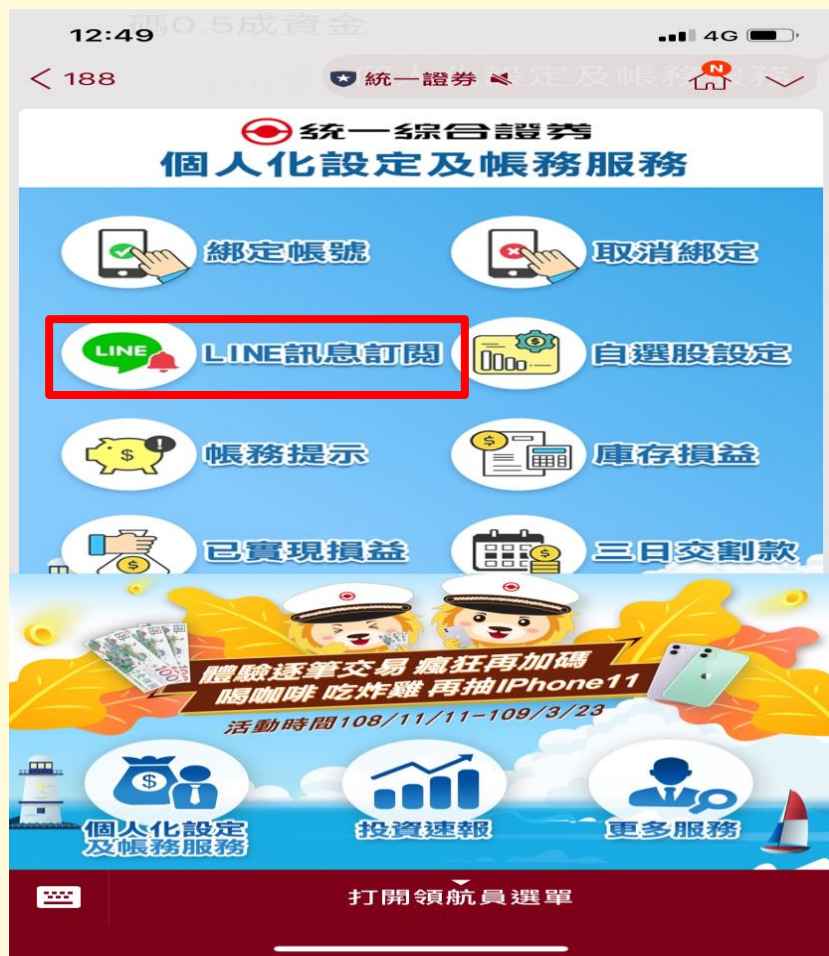 碼0.5成資金
12:49
4G
188
統一證券
N
統一綜合證券
個人化設定及帳務服務
綁定帳號
取消綁定
LINE
LINE訊息訂閱
自選股設定
帳務提示
庫存損益
已實現損益
三日交割款
體驗逐筆交易 瘋狂再加碼
喝咖啡 吃炸雞 再抽IPhone11
活動時間108/11/11-109/3/23
個人化設定
及帳務服務
投資速報
更多服務
打開領航員選單